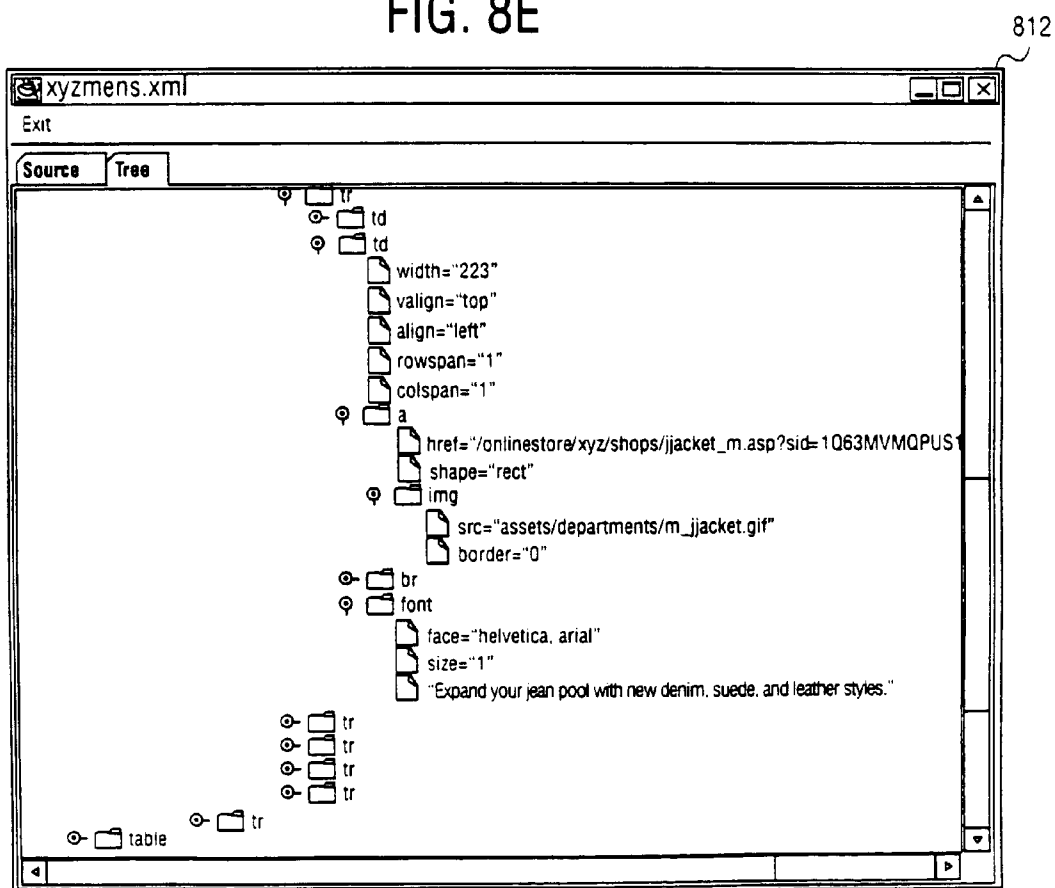 FIG. 8E
812
xyzmens.xml
Exit
Source Tree
tr
td
td
width="223"
valign="top"
align="left"
rowspan="1"
colspan="1"
a
href="/onlinestore/xyz/shops/jjacket_m.asp?sid=1Q63MVMQPUS1
shape="rect"
img
src="assets/departments/m_jjacket.gif"
border="0"
br
font
face="helvetica, arial"
size="1"
"Expand your jean pool with new denim, suede, and leather styles."
tr
tr
tr
tr
tr
table